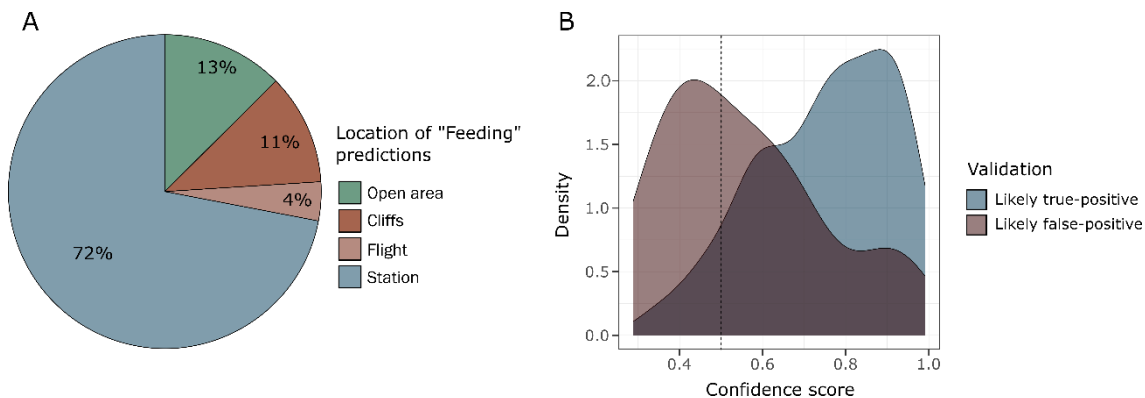 A
13%
11%
4%
72%
Location of "Feeding"
predictions
Open area
Cliffs
Flight
Station
B
Density
2.0
1.5
1.0
0.5
0.0
0.4
0.6
0.8
1.0
Confidence score
Validation
Likely true-positive
Likely false-positive